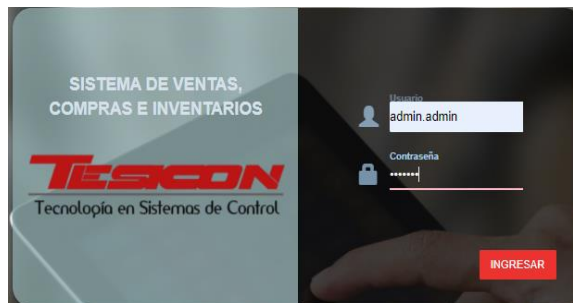 SISTEMA DE VENTAS,
COMPRAS E INVENTARIOS
TESICON
Tecnología en Sistemas de Control
Usuario
admin.admin
Contraseña
•••••••
INGRESAR